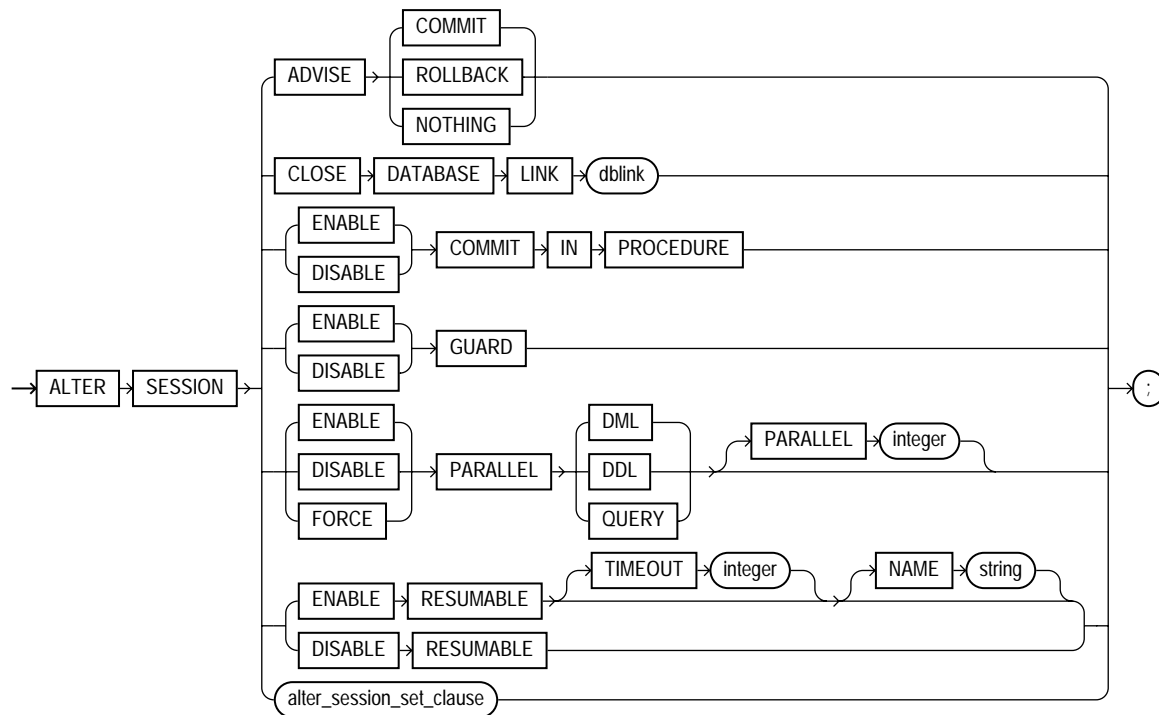 COMMIT
ADVISE ROLLBACK
NOTHING
CLOSE DATABASE LINK dblink
ENABLE
COMMIT IN PROCEDURE
DISABLE
ENABLE
GUARD
DISABLE
ALTER SESSION ;
ENABLE DML PARALLEL integer
DISABLE PARALLEL DDL
FORCE QUERY
TIMEOUT integer NAME string
ENABLE RESUMABLE
DISABLE RESUMABLE
alter_session_set_clause